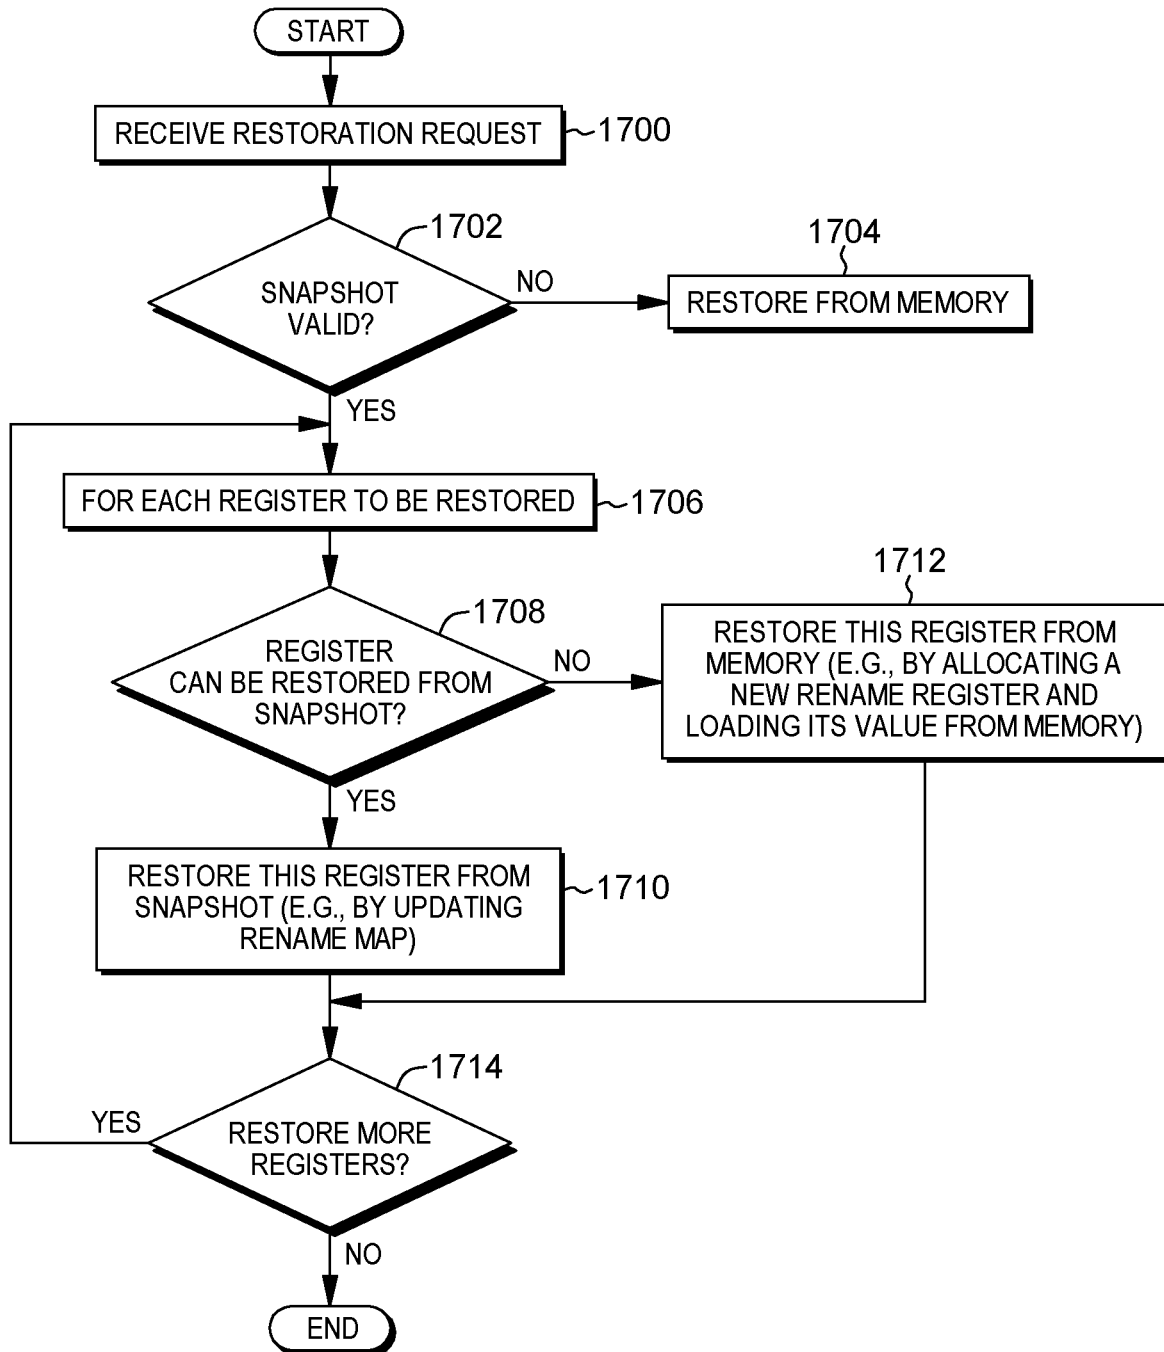 START
RECEIVE RESTORATION REQUEST
1700
1702
SNAPSHOT
VALID?
NO
1704
RESTORE FROM MEMORY
YES
FOR EACH REGISTER TO BE RESTORED
1706
1708
REGISTER
CAN BE RESTORED FROM
SNAPSHOT?
NO
1712
RESTORE THIS REGISTER FROM
MEMORY (E.G., BY ALLOCATING A
NEW RENAME REGISTER AND
LOADING ITS VALUE FROM MEMORY)
YES
RESTORE THIS REGISTER FROM
SNAPSHOT (E.G., BY UPDATING
RENAME MAP)
1710
1714
YES
RESTORE MORE
REGISTERS?
NO
END